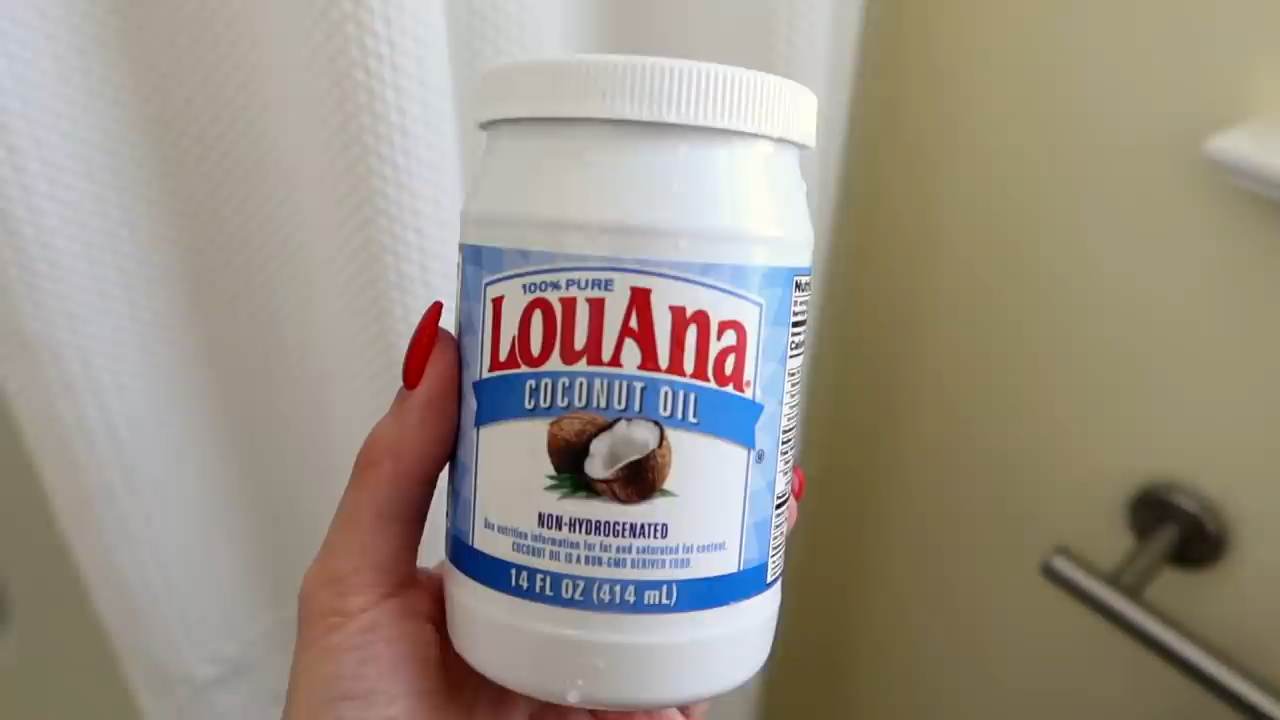 100% PURE
LOUANA
COCONUT OIL
NON-HYDROGENATED
See nutrition information for fat and saturated fat content.
COCONUT OIL IS A NON-GMO DERIVED FOOD.
14 FL OZ (414 mL)